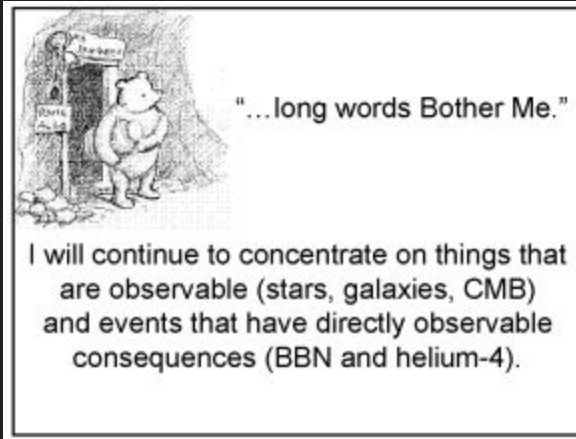 "...long words Bother Me."
I will continue to concentrate on things that
are observable (stars, galaxies, CMB)
and events that have directly observable
consequences (BBN and helium-4).